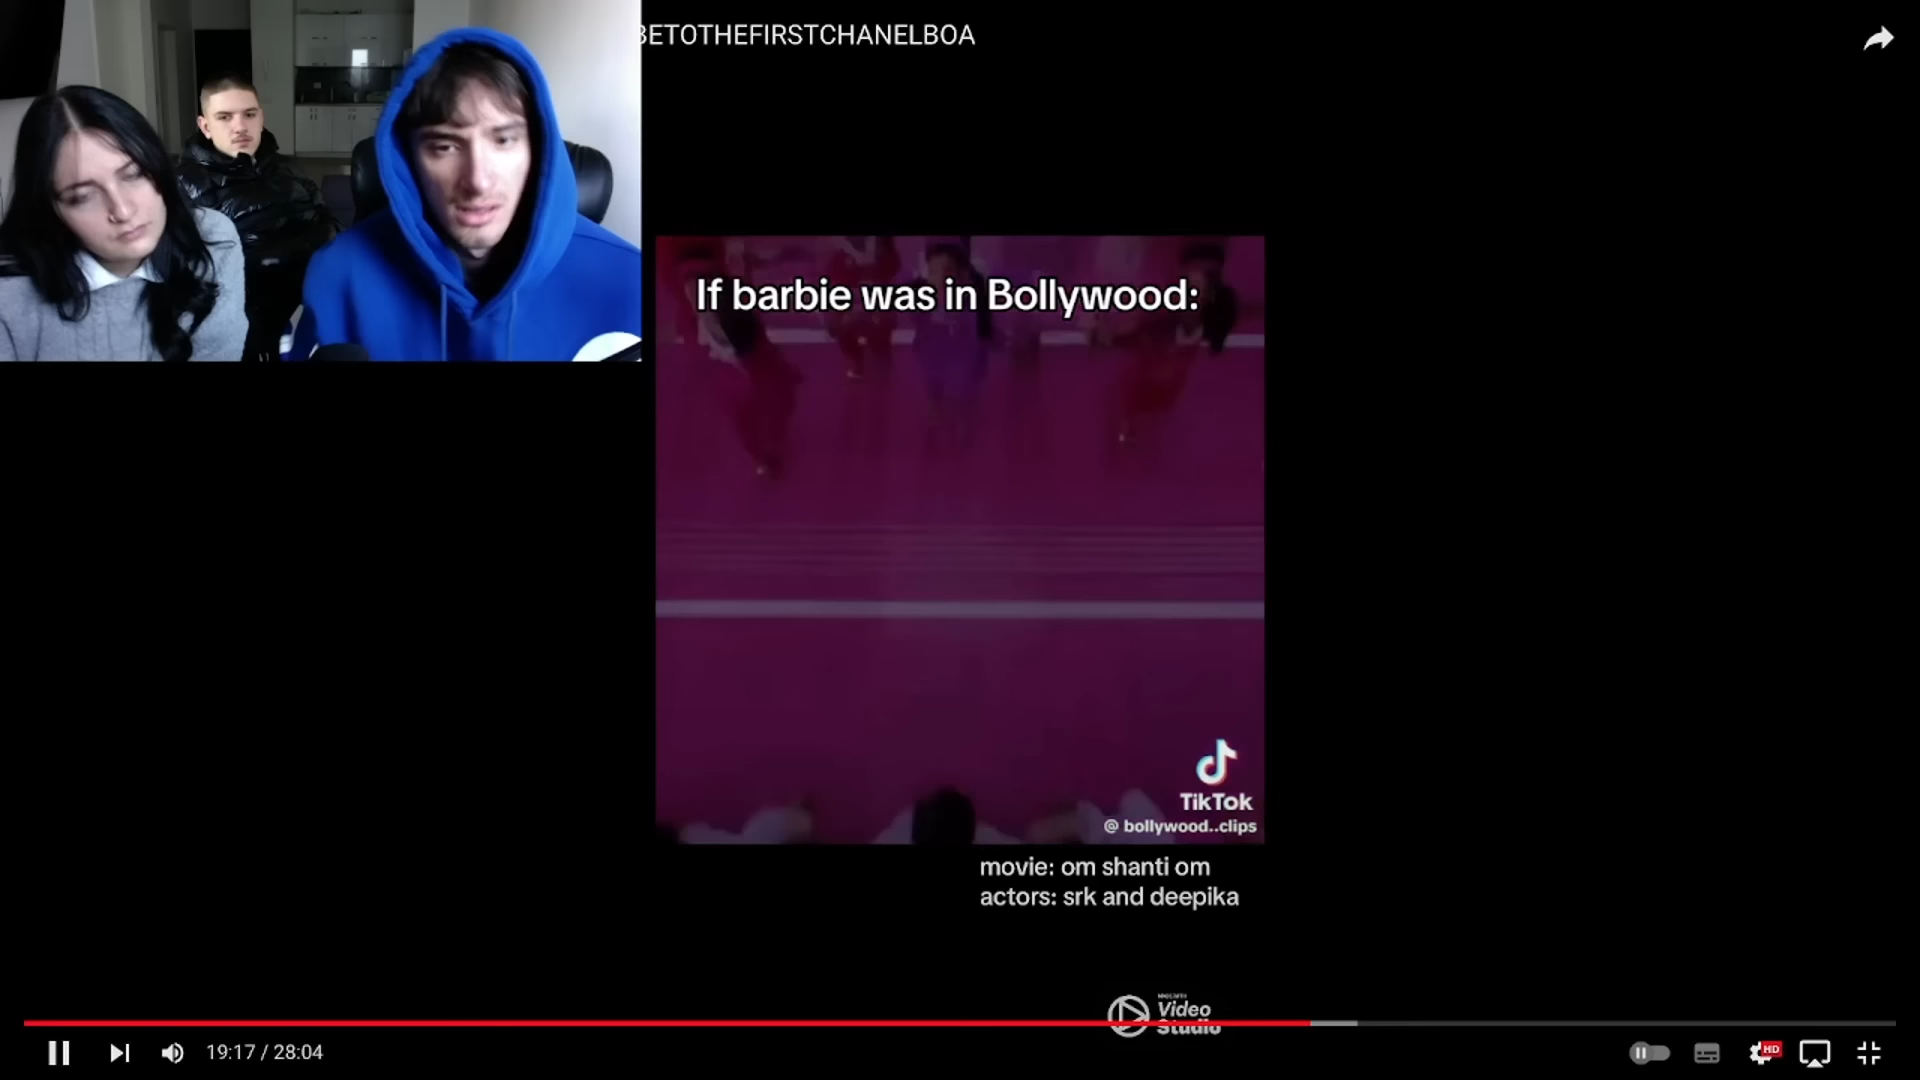 BETOTHEFIRSTCHANELBOA
If barbie was in Bollywood:
TikTok
@ bollywood..clips
movie: om shanti om
actors: srk and deepika
Video
Studio
19:17 / 28:04
HD